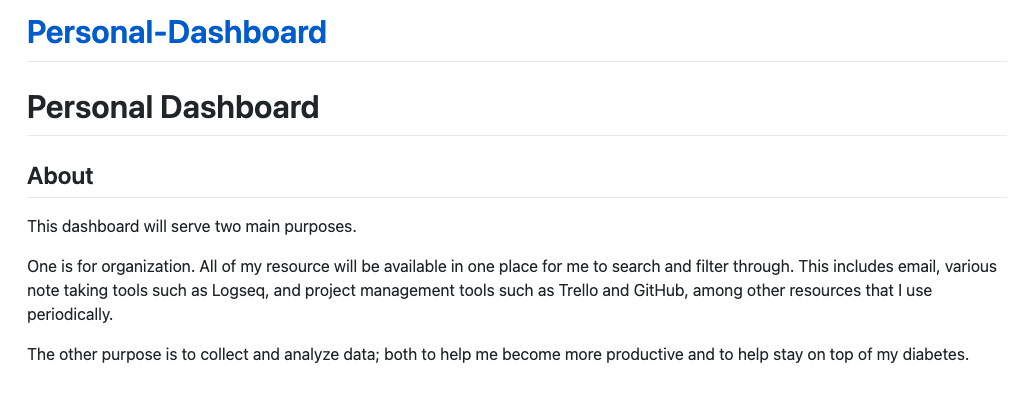 Personal-Dashboard
Personal Dashboard
About
This dashboard will serve two main purposes.
One is for organization. All of my resource will be available in one place for me to search and filter through. This includes email, various
note taking tools such as Logseq, and project management tools such as Trello and GitHub, among other resources that I use
periodically.
The other purpose is to collect and analyze data; both to help me become more productive and to help stay on top of my diabetes.